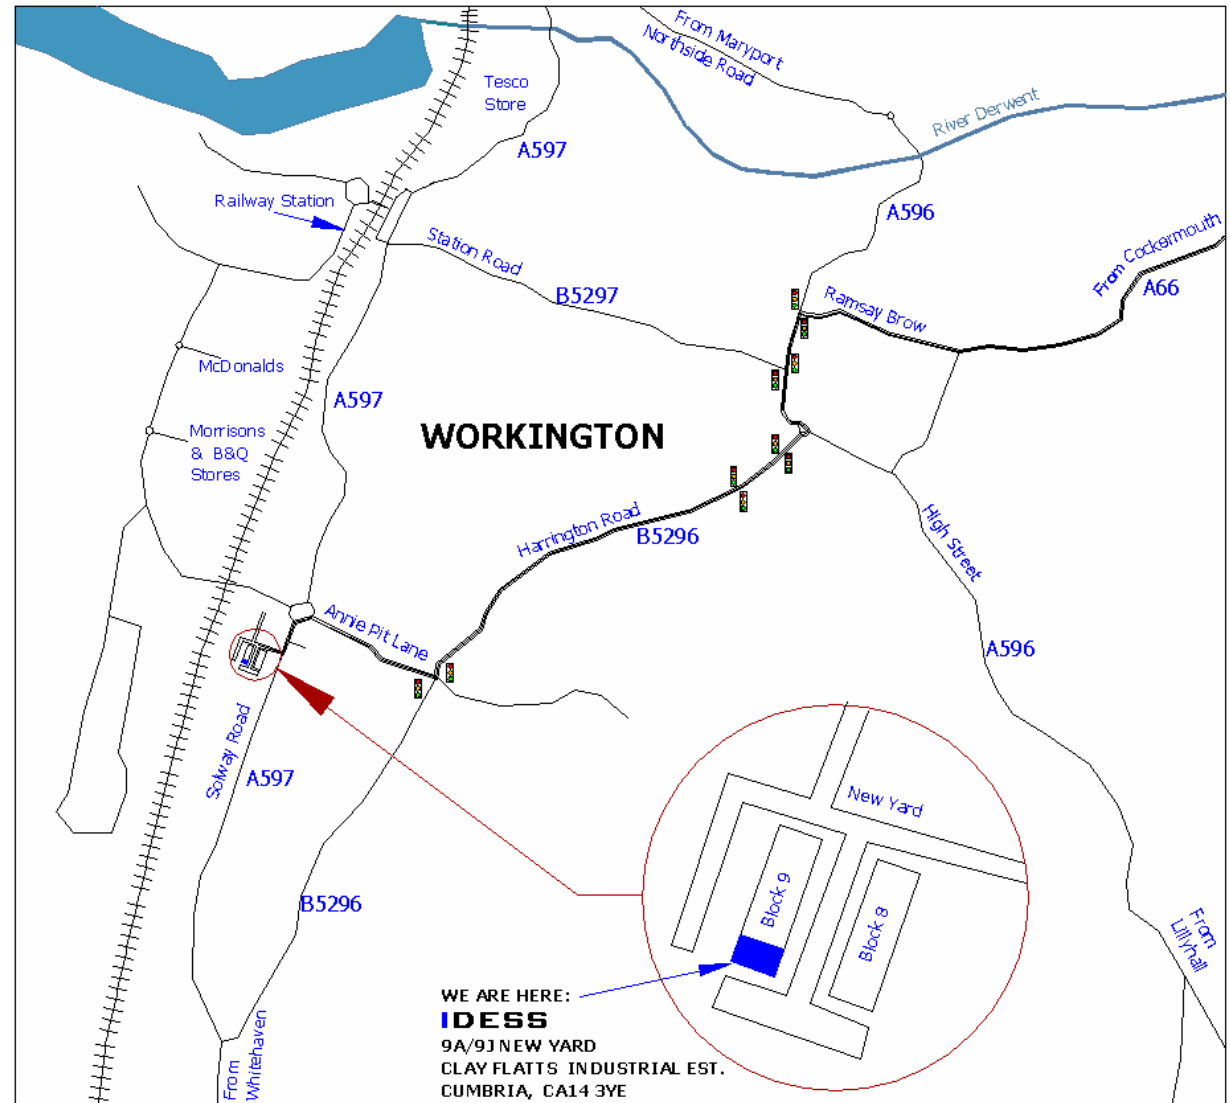 From Maryport
Northside Road
Tesco
Store
River Derwent
A597
Railway Station
A596
Station Road
From Cockermouth
A66
B5297
Ramsay Brow
McDonalds
A597
WORKINGTON
Morrisons
& B&Q
Stores
Harrington Road
B5296
High Street
Annie Pit Lane
A596
Solway Road
A597
New Yard
B5296
Block 9
Block 8
From
Lillyhall
WE ARE HERE:
IDESS
9A/9J NEW YARD
CLAY FLATTS INDUSTRIAL EST.
CUMBRIA, CA14 3YE
From
Whitehaven